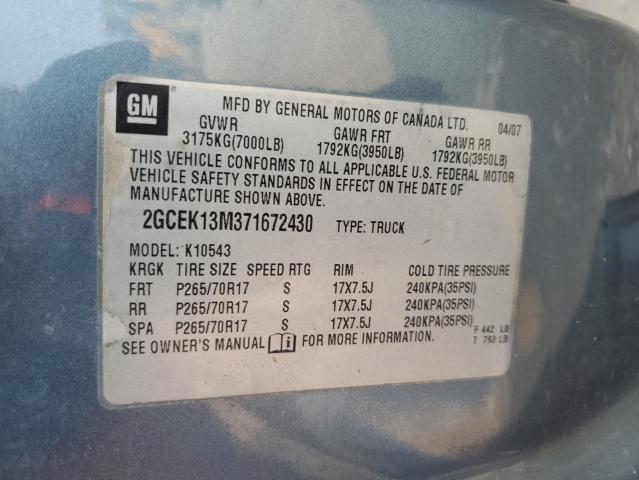 GM
MFD BY GENERAL MOTORS OF CANADA LTD. 04/07
GVWR GAWR FRT GAWR RR
3175KG(7000LB) 1792KG(3950LB) 1792KG(3950LB)
THIS VEHICLE CONFORMS TO ALL APPLICABLE U.S. FEDERAL MOTOR
VEHICLE SAFETY STANDARDS IN EFFECT ON THE DATE OF
MANUFACTURE SHOWN ABOVE.
2GCEK13M371672430 TYPE: TRUCK
MODEL: K10543
KRGK TIRE SIZE SPEED RTG RIM COLD TIRE PRESSURE
FRT P265/70R17 S 17X7.5J 240KPA(35PSI)
RR P265/70R17 S 17X7.5J 240KPA(35PSI)
SPA P265/70R17 S 17X7.5J 240KPA(35PSI)
F 442 LB
SEE OWNER'S MANUAL FOR MORE INFORMATION. T 793 LB